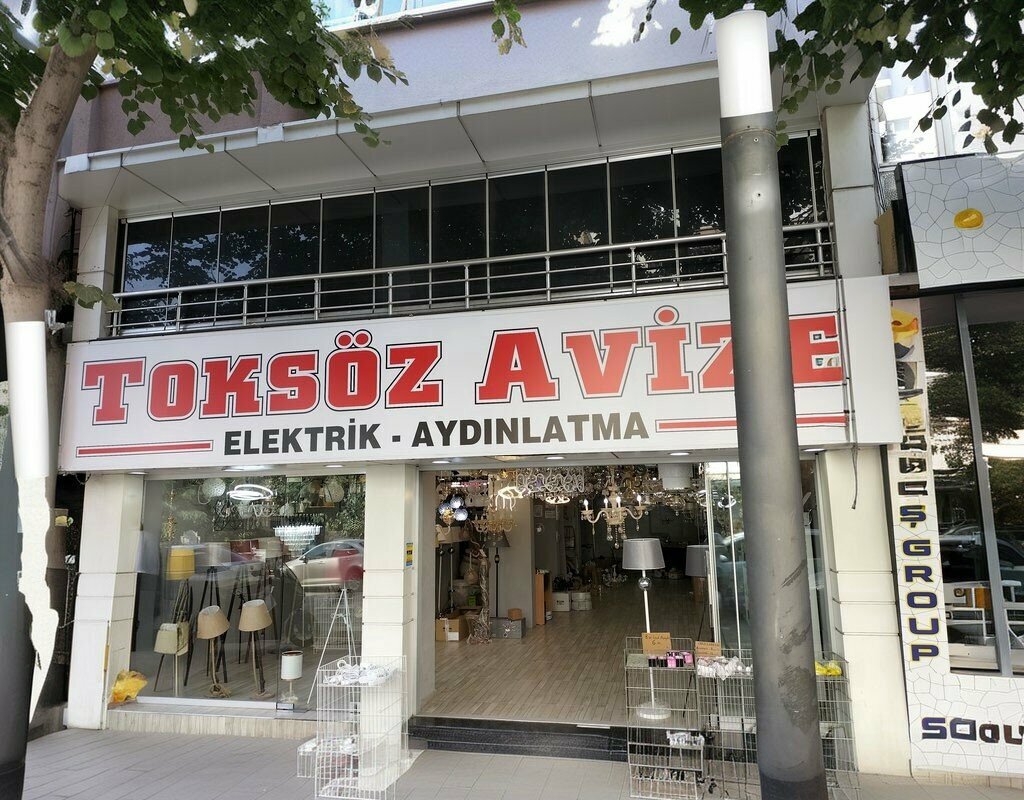 TOKSÖZ AVİZE
ELEKTRİK - AYDINLATMA
GROUP